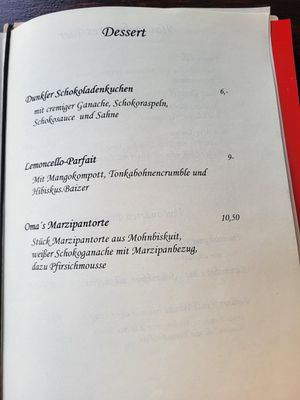 Dessert
Dunkler Schokoladenkuchen 6,-
mit cremiger Ganache, Schokoraspeln,
Schokosauce und Sahne
Lemoncello-Parfait 9-
Mit Mangokompott, Tonkabohnencrumble und
Hibiskus.Baizer
Oma´s Marzipantorte 10,50
Stück Marzipantorte aus Mohnbiskuit,
weißer Schokoganache mit Marzipanbezug,
dazu Pfirsichmousse